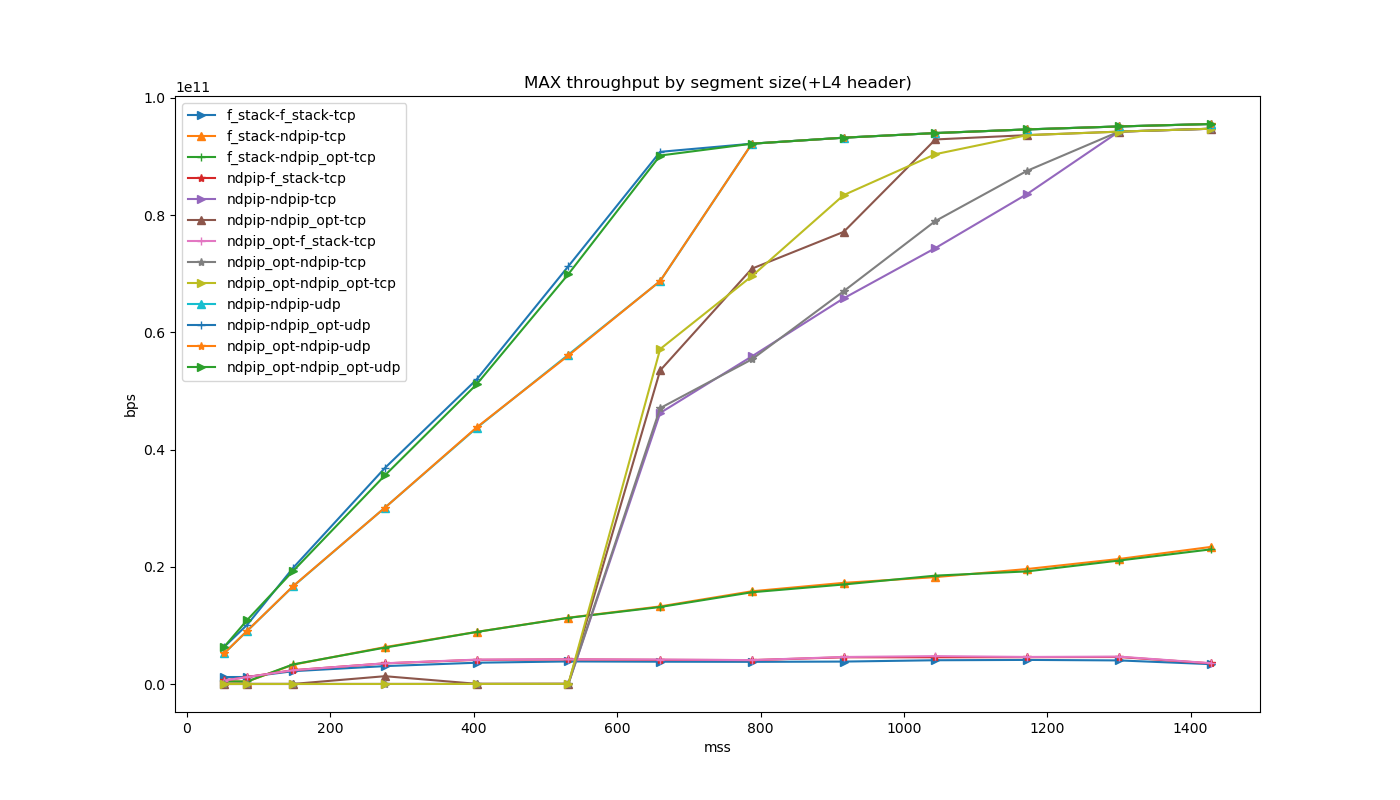 MAX throughput by segment size(+L4 header)
1e11
1.0
0.8
0.6
0.4
0.2
0.0
bps
f_stack-f_stack-tcp
f_stack-ndpip-tcp
f_stack-ndpip_opt-tcp
ndpip-f_stack-tcp
ndpip-ndpip-tcp
ndpip-ndpip_opt-tcp
ndpip_opt-f_stack-tcp
ndpip_opt-ndpip-tcp
ndpip_opt-ndpip_opt-tcp
ndpip-ndpip-udp
ndpip-ndpip_opt-udp
ndpip_opt-ndpip-udp
ndpip_opt-ndpip_opt-udp
0 200 400 600 800 1000 1200 1400
mss